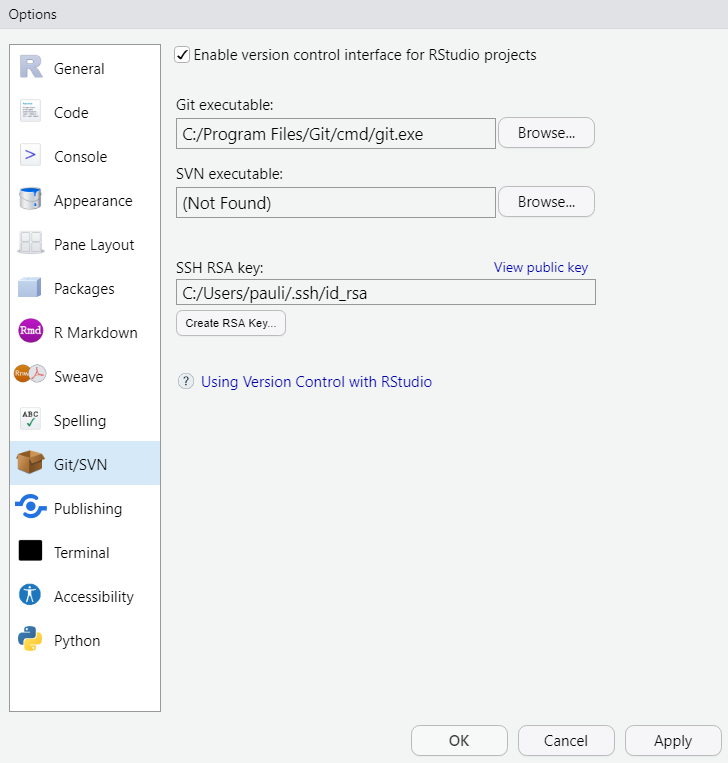 Options
General
Code
Console
Appearance
Pane Layout
Packages
Rmd R Markdown
Rnw Sweave
ABC Spelling
Git/SVN
Publishing
Terminal
Accessibility
Python
Enable version control interface for RStudio projects
Git executable:
C:/Program Files/Git/cmd/git.exe Browse...
SVN executable:
(Not Found) Browse...
SSH RSA key: View public key
C:/Users/pauli/.ssh/id_rsa
Create RSA Key...
? Using Version Control with RStudio
OK Cancel Apply